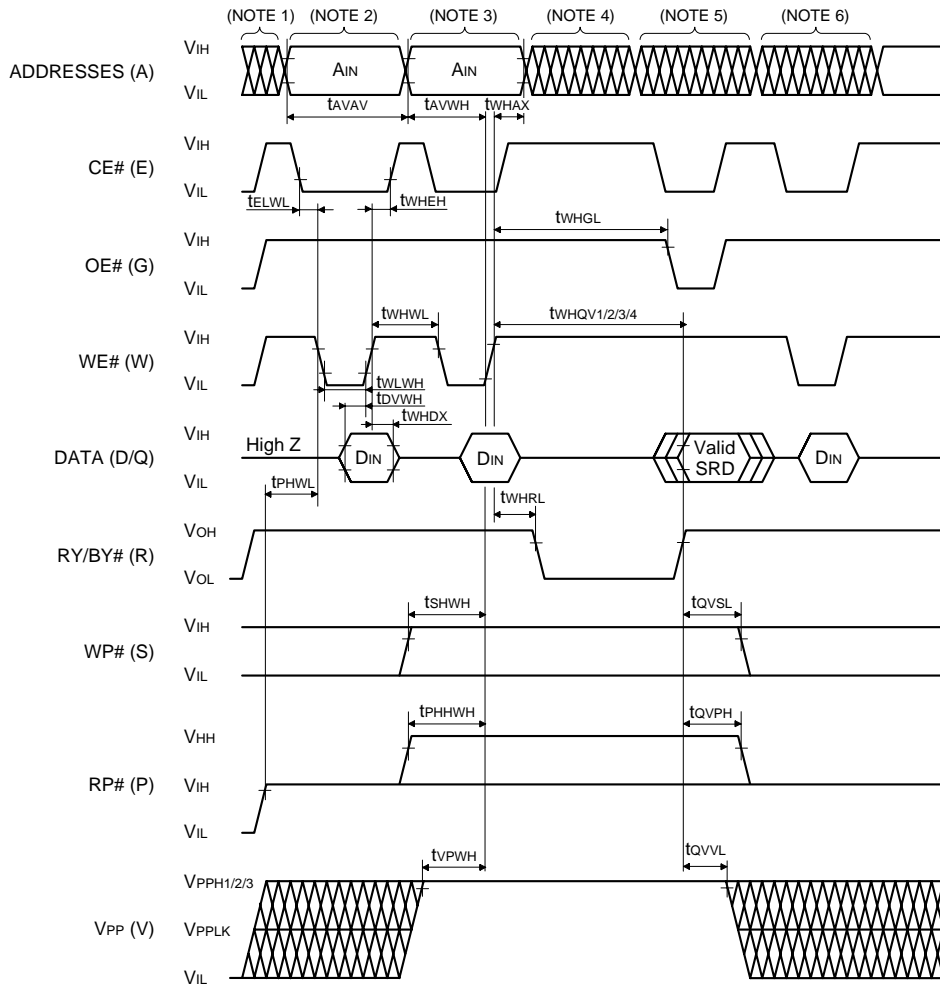 (NOTE 1) (NOTE 2) (NOTE 3) (NOTE 4) (NOTE 5) (NOTE 6)
ADDRESSES (A)
VIH
VIL
AIN AIN
tAVAV tAVWH tWHAX
CE# (E)
VIH
VIL
tELWL tWHEH
OE# (G)
VIH
VIL
tWHGL
WE# (W)
VIH
VIL
tWHWL tWHQV1/2/3/4
tWLWH
tDVWH
tWHDX
DATA (D/Q)
VIH
VIL
High Z
DIN DIN
Valid
SRD
DIN
tPHWL
tWHRL
RY/BY# (R)
VOH
VOL
WP# (S)
VIH
VIL
tSHWH tQVSL
RP# (P)
VHH
VIH
VIL
tPHHWH tQVPH
VPP (V)
VPPH1/2/3
VPPLK
VIL
tVPWH tQVVL